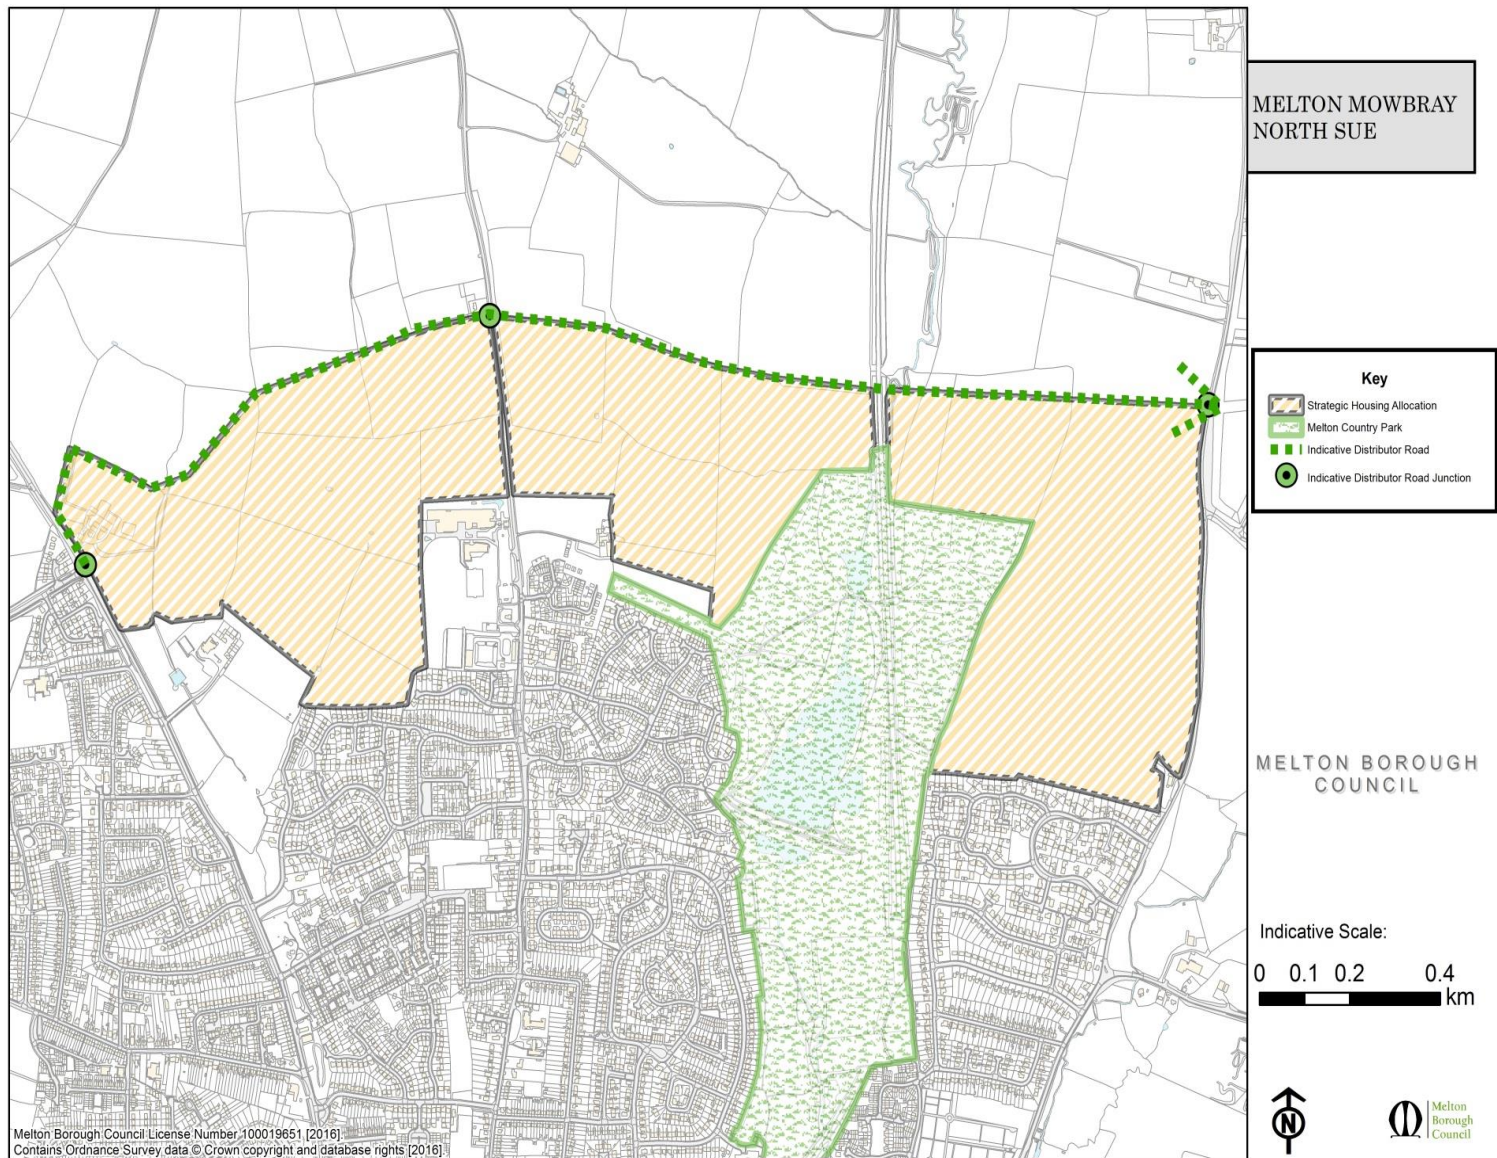 MELTON MOWBRAY
NORTH SUE
Key
Strategic Housing Allocation
Melton Country Park
Indicative Distributor Road
Indicative Distributor Road Junction
MELTON BOROUGH
COUNCIL
Indicative Scale:
0 0.1 0.2 0.4
km
N
Melton
Borough
Council
Melton Borough Council License Number 100019651 [2016].
Contains Ordnance Survey data © Crown copyright and database rights [2016].